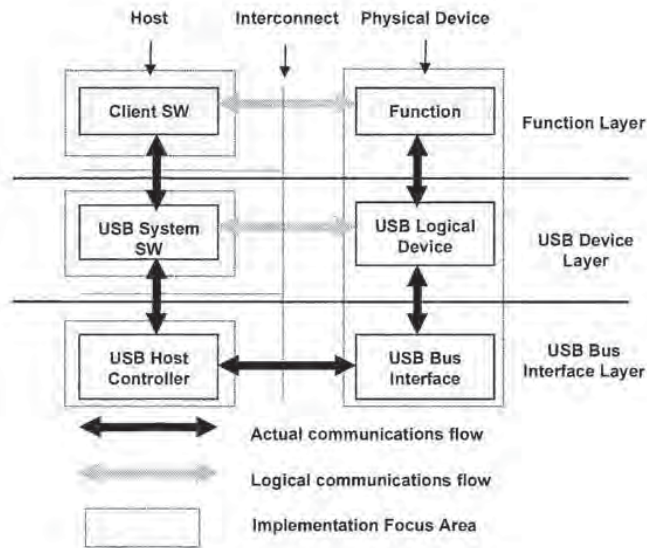 Host
Interconnect
Physical Device
Client SW
Function
Function Layer
USB System
SW
USB Logical
Device
USB Device
Layer
USB Host
Controller
USB Bus
Interface
USB Bus
Interface Layer
Actual communications flow
Logical communications flow
Implementation Focus Area